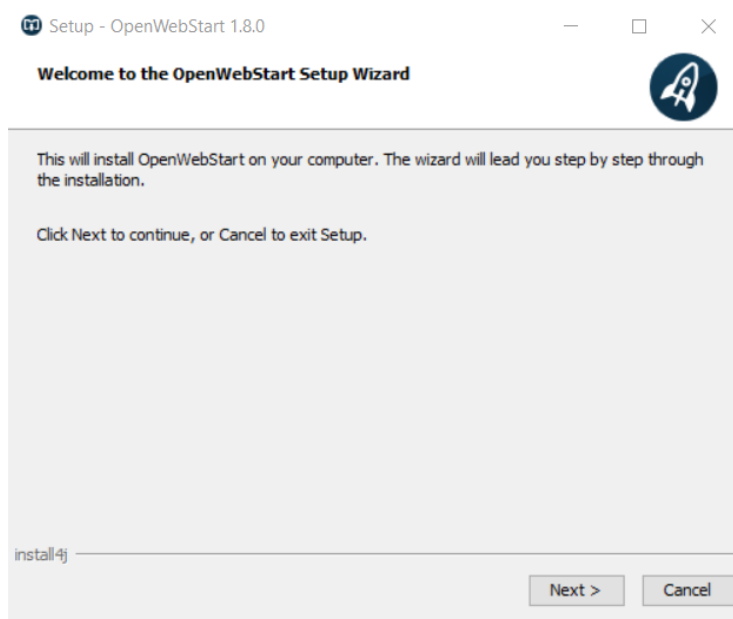 Setup - OpenWebStart 1.8.0
Welcome to the OpenWebStart Setup Wizard
This will install OpenWebStart on your computer. The wizard will lead you step by step through
the installation.
Click Next to continue, or Cancel to exit Setup.
install4j
Next >
Cancel